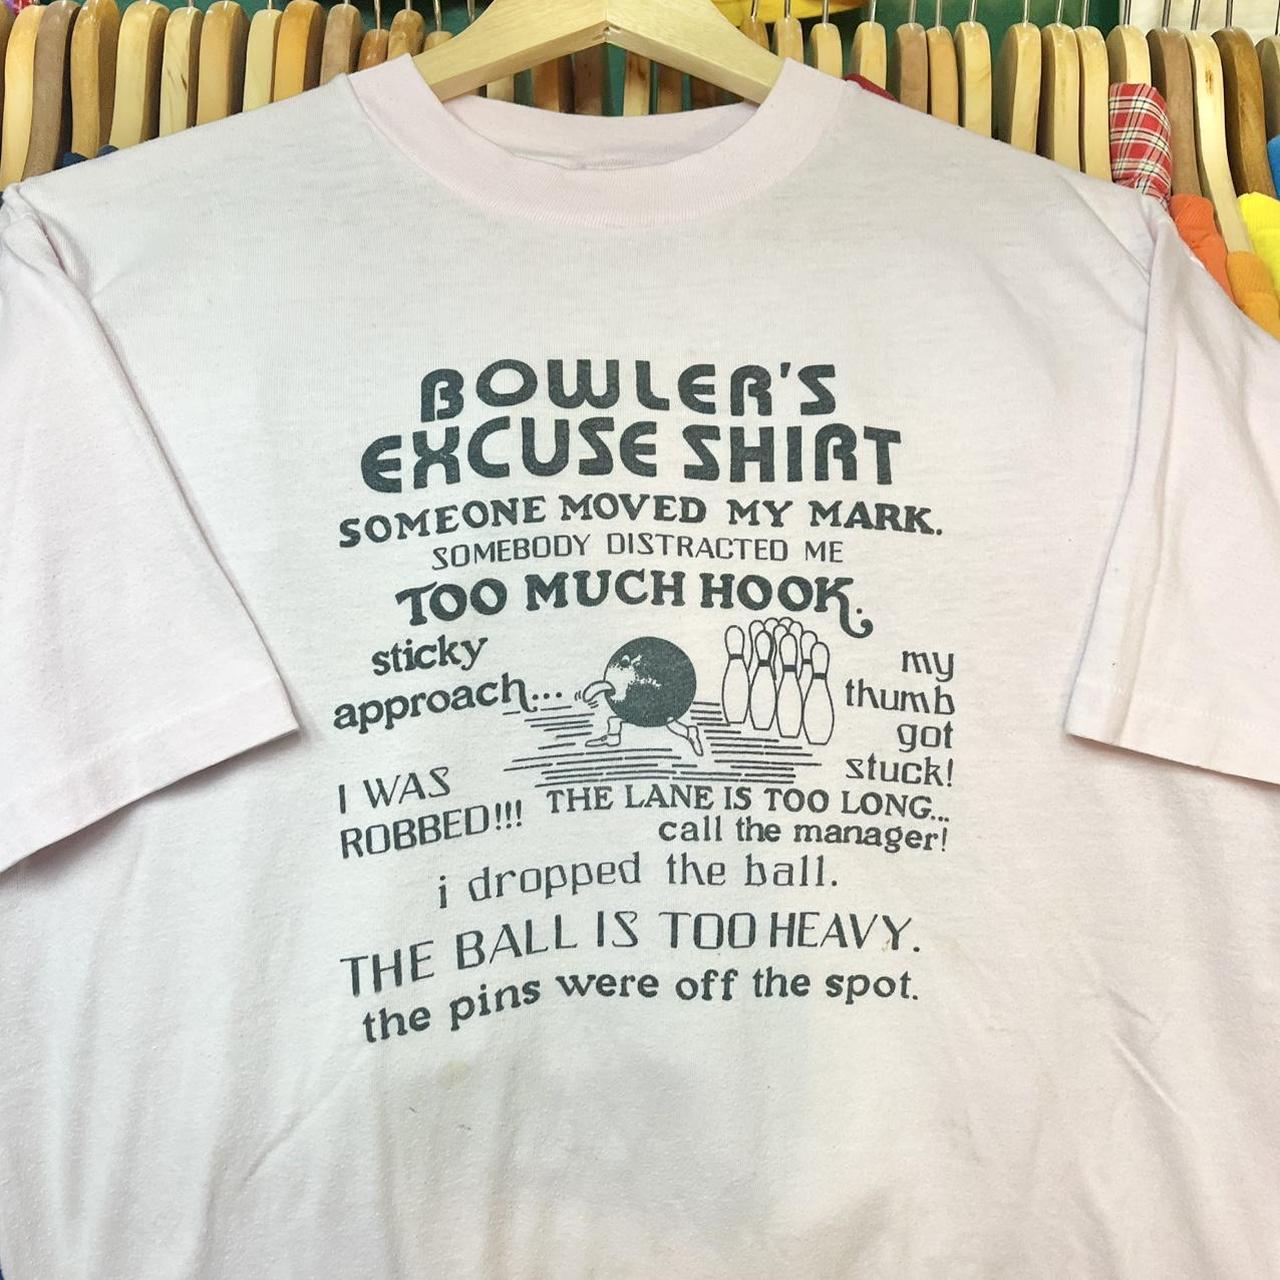 BOWLER'S
EXCUSE SHIRT
SOMEONE MOVED MY MARK.
SOMEBODY DISTRACTED ME
TOO MUCH HOOK.
sticky
approach...
my
thumb
got
stuck!
I WAS
ROBBED!!!
THE LANE IS TOO LONG...
call the manager!
i dropped the ball.
THE BALL IS TOO HEAVY.
the pins were off the spot.